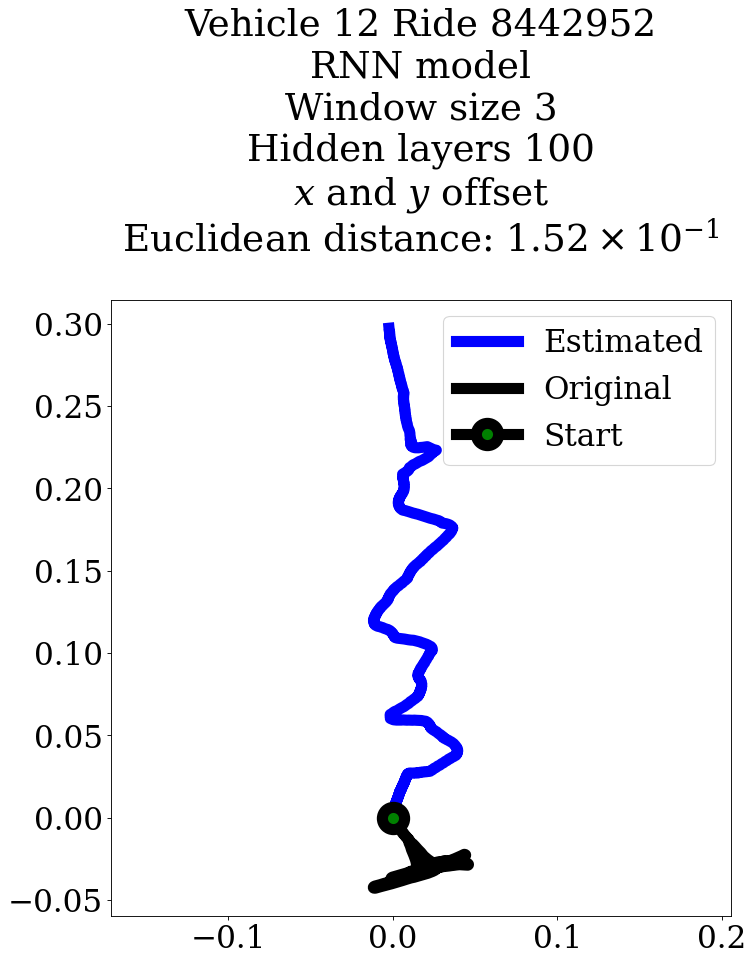 Vehicle 12 Ride 8442952
RNN model
Window size 3
Hidden layers 100
x and y offset
Euclidean distance: 1.52 × 10⁻¹
Estimated
Original
Start
0.30
0.25
0.20
0.15
0.10
0.05
0.00
−0.05
−0.1
0.0
0.1
0.2